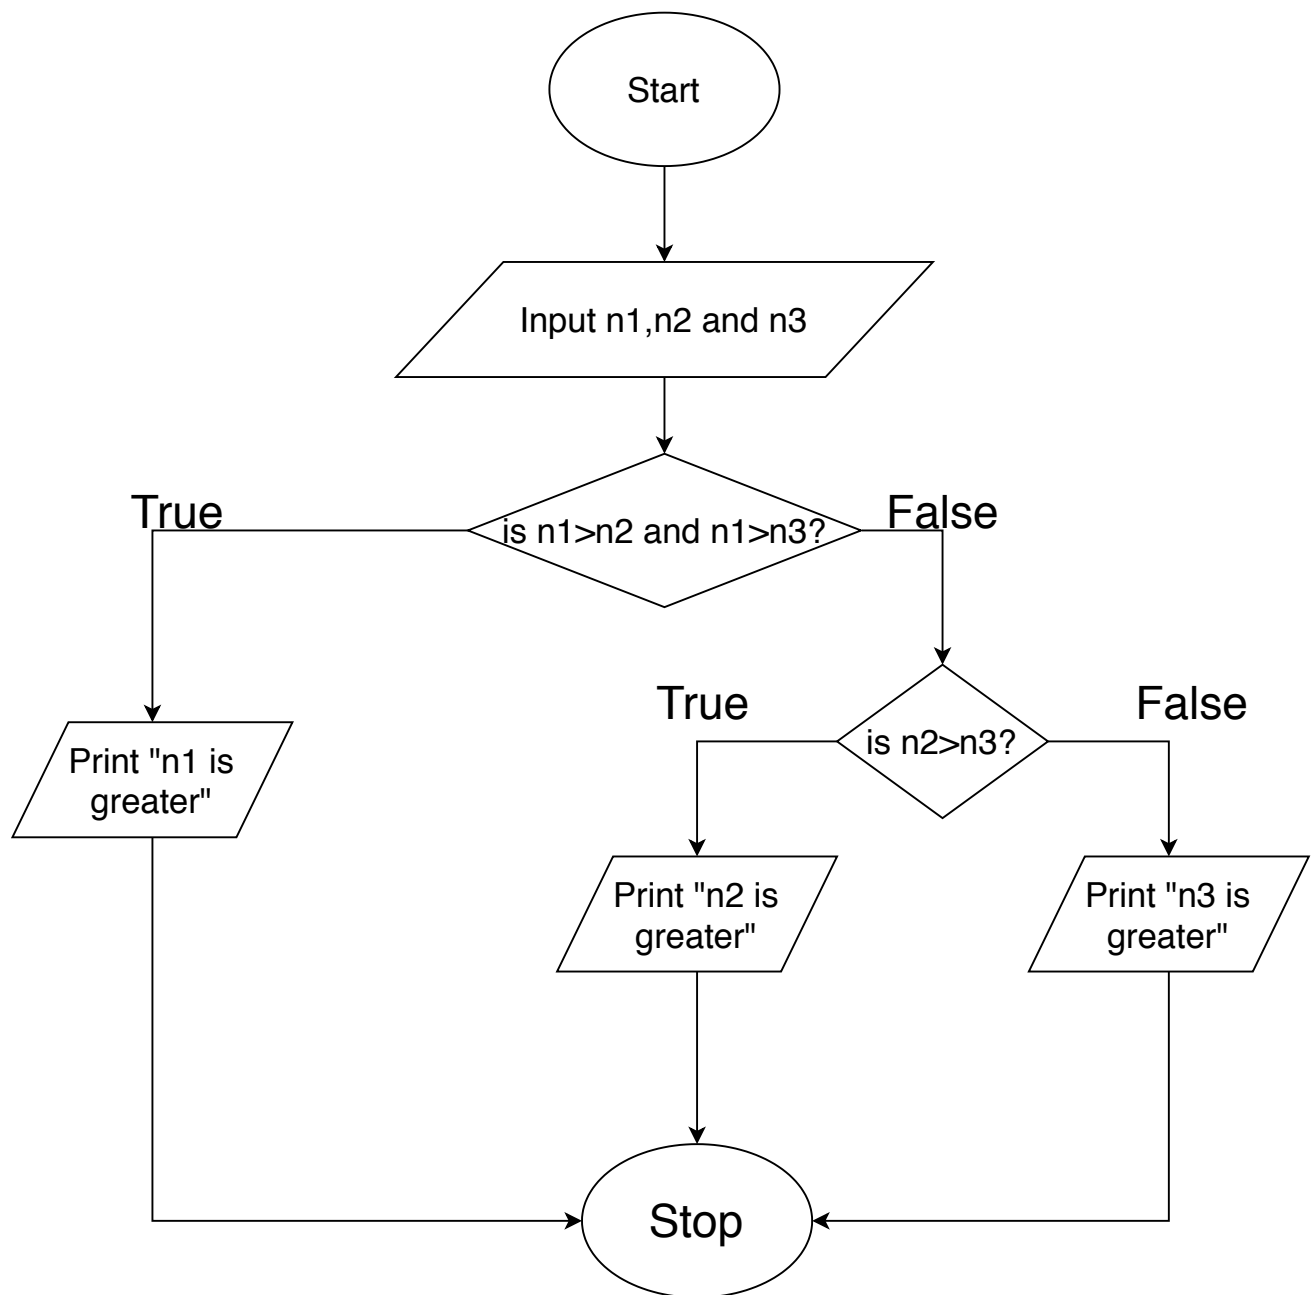 Start
Input n1,n2 and n3
is n1>n2 and n1>n3?
True
False
is n2>n3?
True
False
Print "n1 is
greater"
Print "n2 is
greater"
Print "n3 is
greater"
Stop